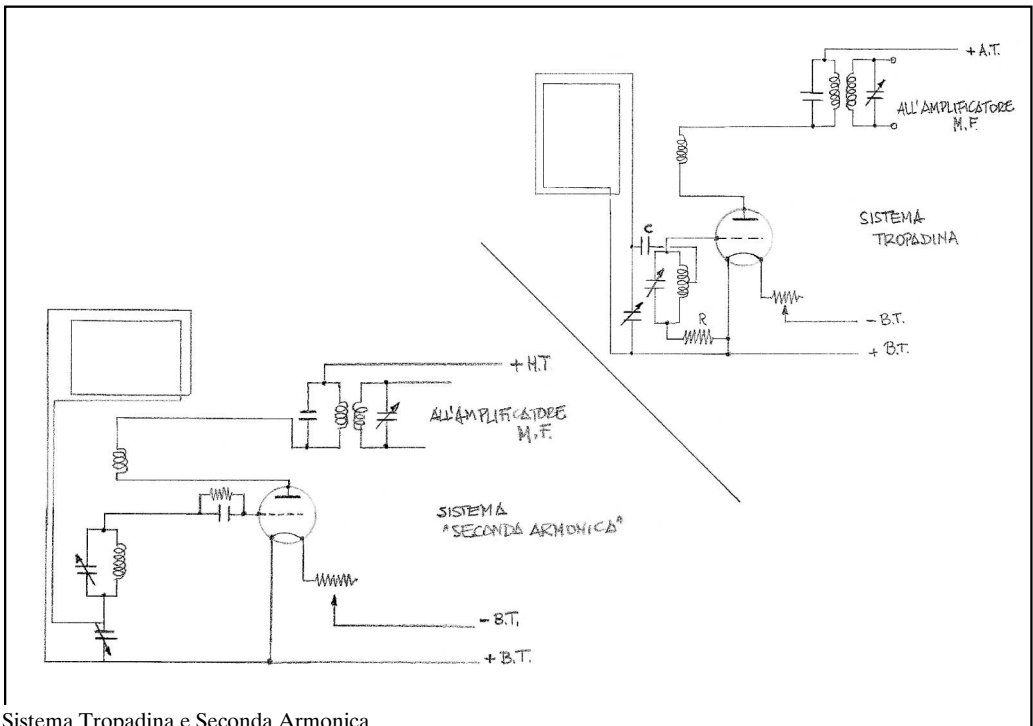 + A.T.
ALL'AMPLIFICATORE
M.F.
C
SISTEMA
TROPADINA
R
- B.T.
+ B.T.
+ H.T.
ALL'AMPLIFICATORE
M.F.
SISTEMA
"SECONDA ARMONICA"
- B.T.
+ B.T.
Sistema Tropadina e Seconda Armonica